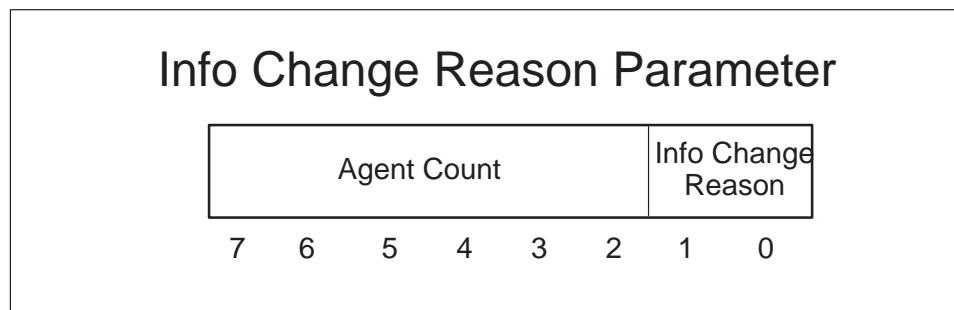 Info Change Reason Parameter
Agent Count
Info Change
Reason
7 6 5 4 3 2 1 0